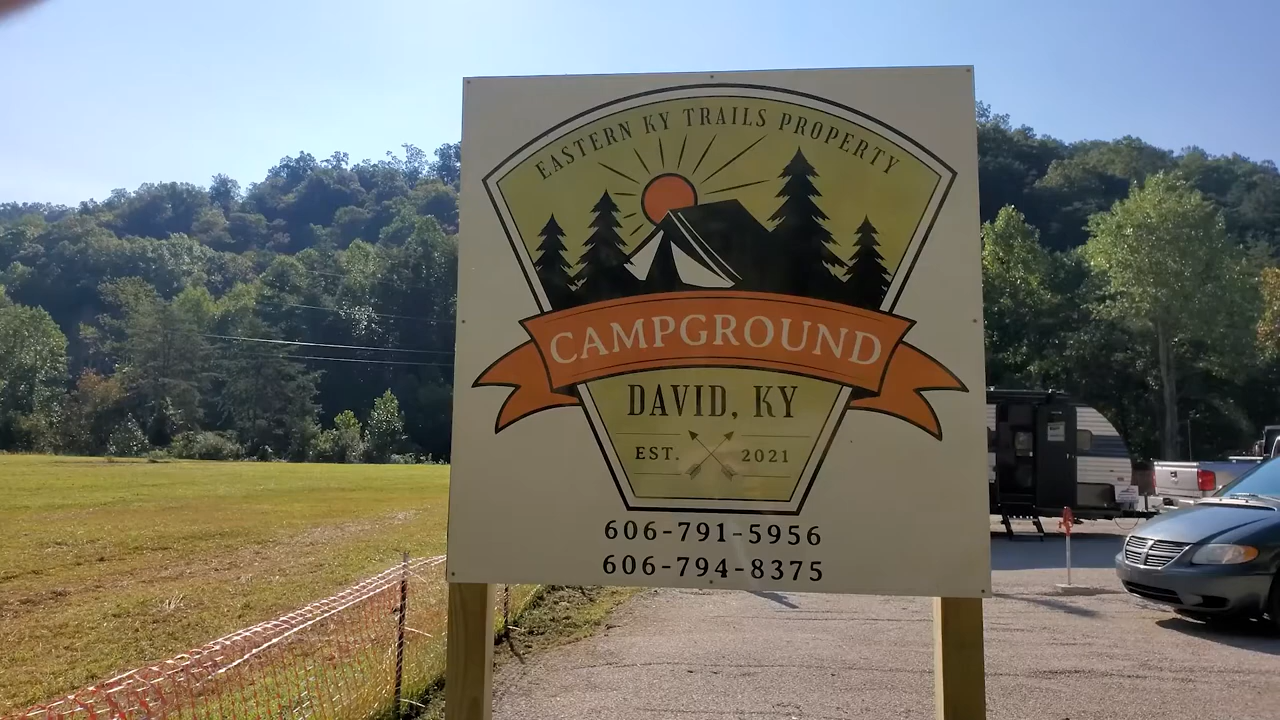 EASTERN KY TRAILS PROPERTY
CAMPGROUND
DAVID, KY
EST. 2021
606-791-5956
606-794-8375